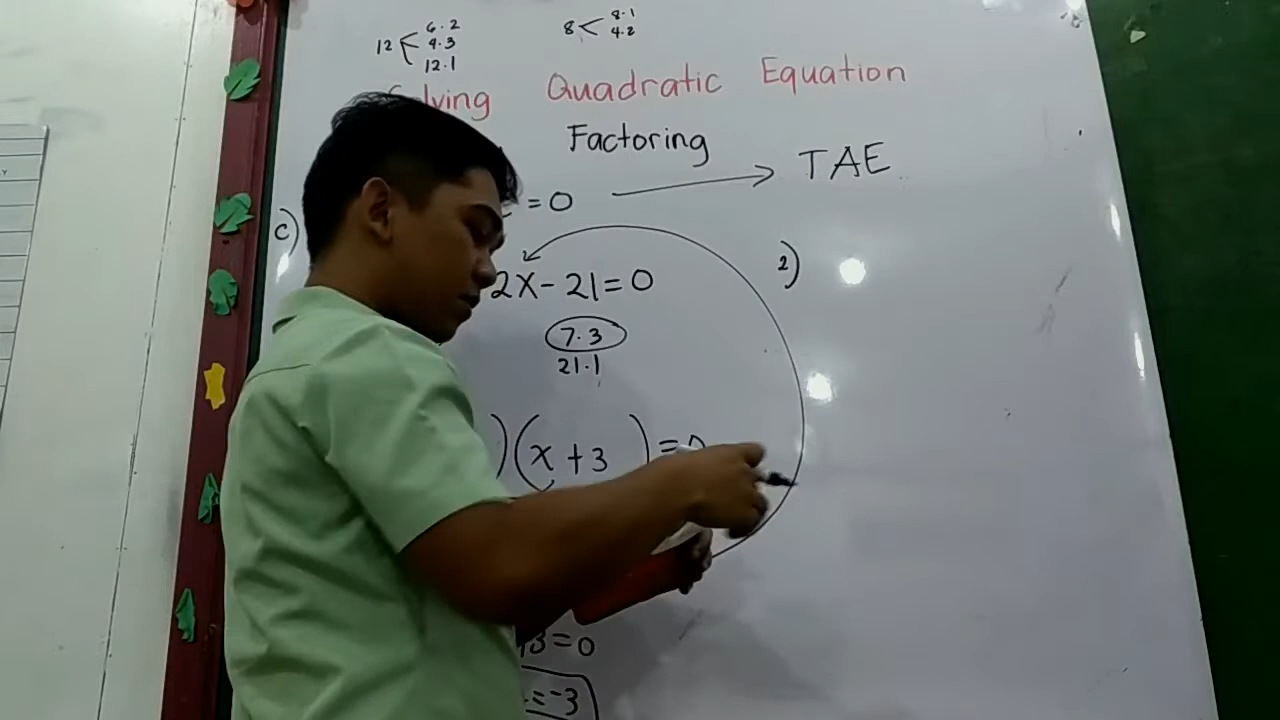 6.2
12 < 4.3
12.1
8 < 8.1
4.2
Solving Quadratic Equation
Factoring
= 0 → TAE
c)
2x - 21 = 0
2)
7.3
21.1
)(x + 3 ) = 0
+3 = 0
= -3